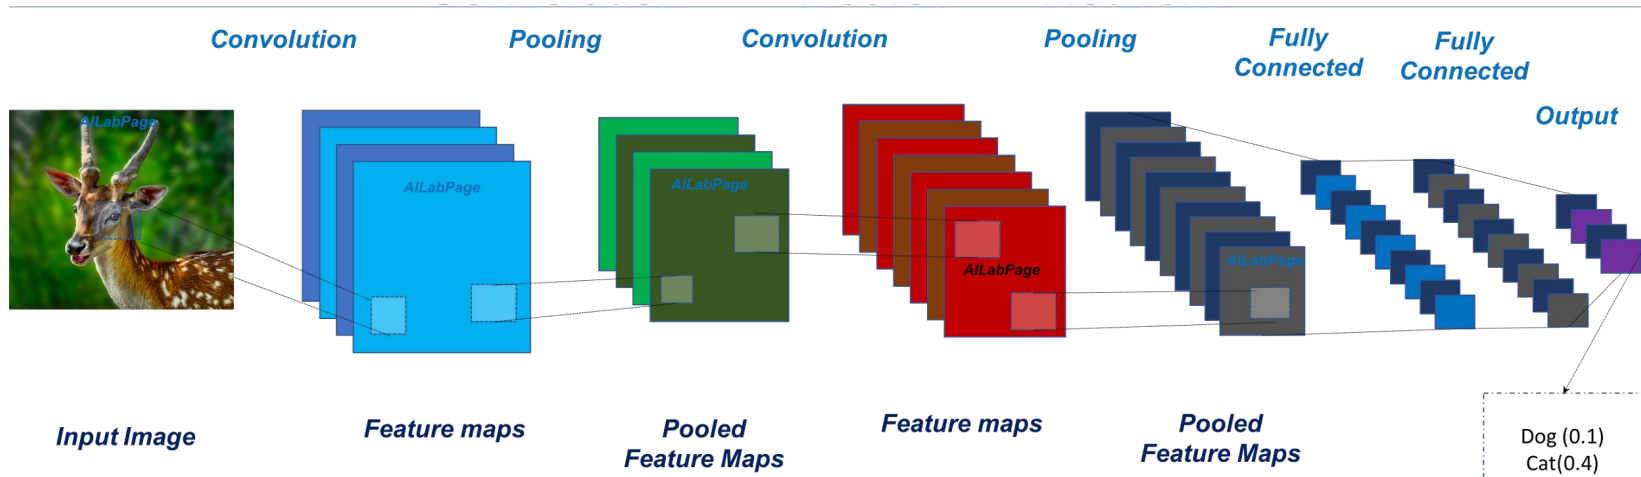 Convolution
Pooling
Convolution
Pooling
Fully
Connected
Fully
Connected
Output
AILabPage
AILabPage
AILabPage
AILabPage
AILabPage
Input Image
Feature maps
Pooled
Feature Maps
Feature maps
Pooled
Feature Maps
Dog (0.1)
Cat(0.4)